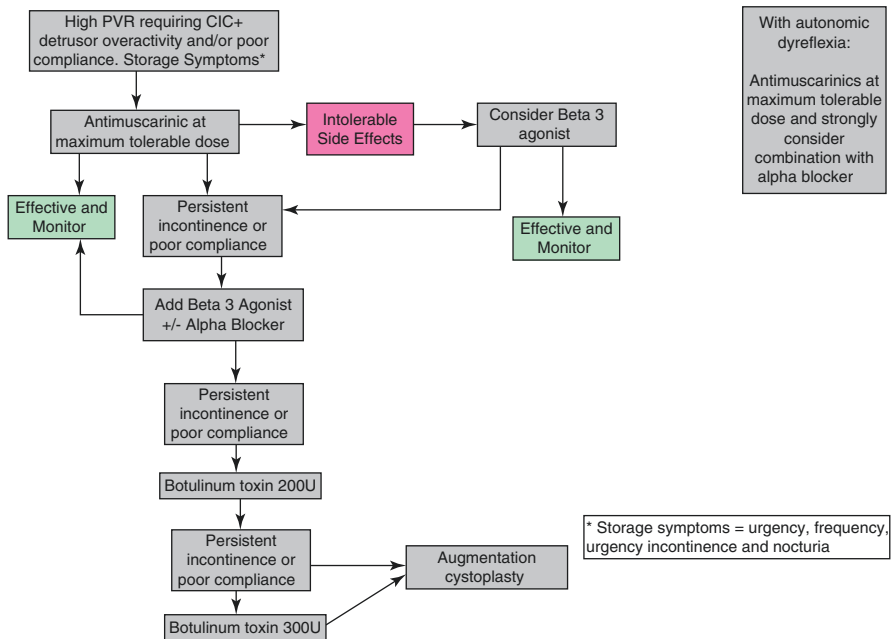 High PVR requiring CIC+
detrusor overactivity and/or poor
compliance. Storage Symptoms*
With autonomic
dyreflexia:
Antimuscarinics at
maximum tolerable
dose and strongly
consider
combination with
alpha blocker
Antimuscarinic at
maximum tolerable dose
Intolerable
Side Effects
Consider Beta 3
agonist
Effective and
Monitor
Persistent
incontinence or
poor compliance
Effective and
Monitor
Add Beta 3 Agonist
+/- Alpha Blocker
Persistent
incontinence or
poor compliance
Botulinum toxin 200U
Persistent
incontinence or
poor compliance
Augmentation
cystoplasty
* Storage symptoms = urgency, frequency,
urgency incontinence and nocturia
Botulinum toxin 300U